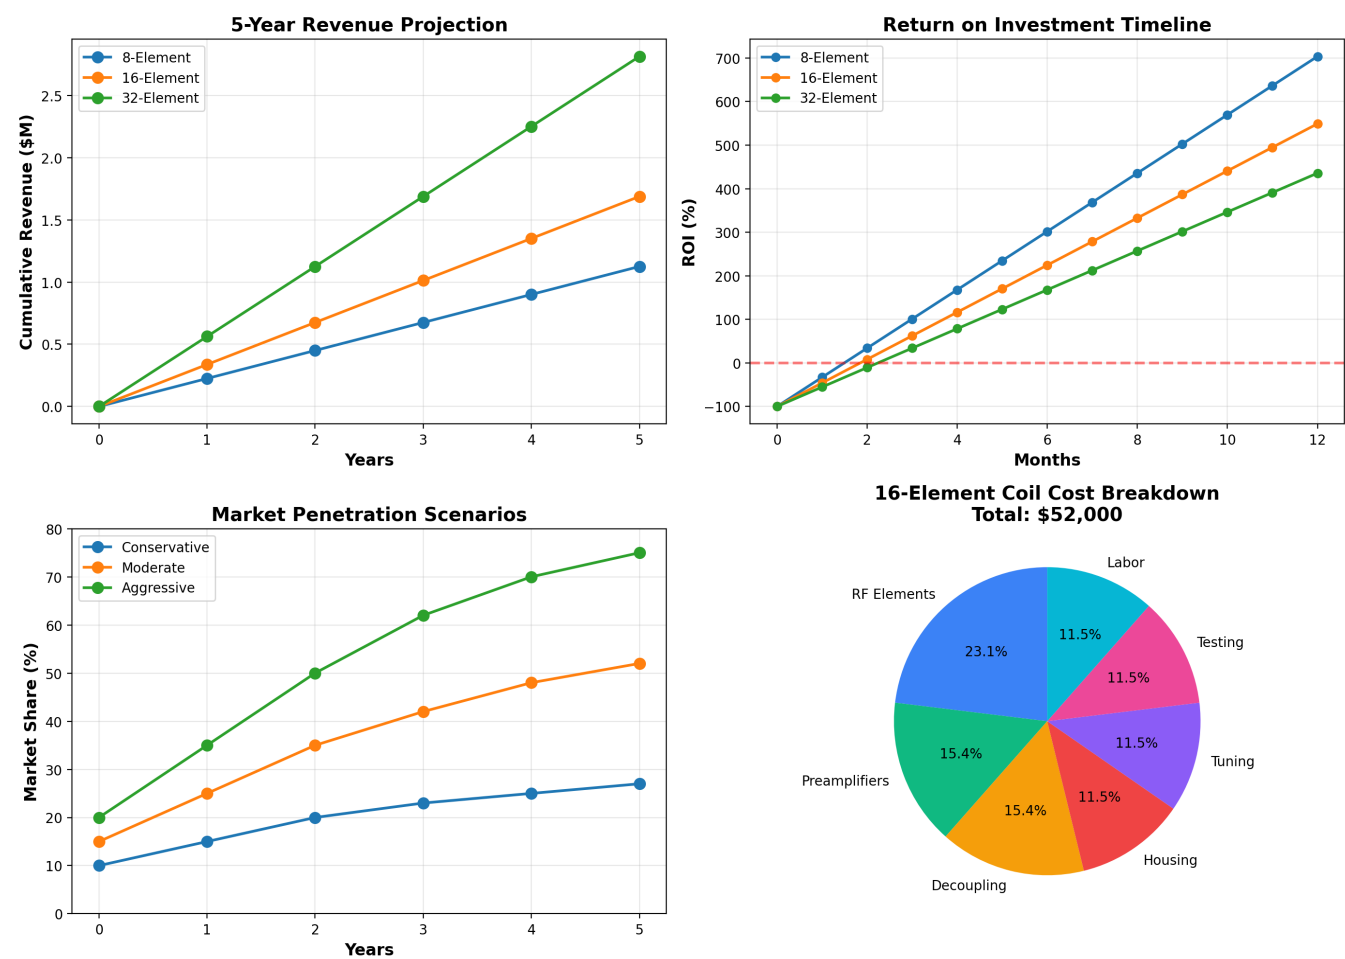 5-Year Revenue Projection
8-Element
16-Element
32-Element
Cumulative Revenue ($M)
2.5
2.0
1.5
1.0
0.5
0.0
0 1 2 3 4 5
Years
Return on Investment Timeline
8-Element
16-Element
32-Element
ROI (%)
700
600
500
400
300
200
100
0
−100
0 2 4 6 8 10 12
Months
Market Penetration Scenarios
Conservative
Moderate
Aggressive
Market Share (%)
80
70
60
50
40
30
20
10
0
0 1 2 3 4 5
Years
16-Element Coil Cost Breakdown
Total: $52,000
Labor
RF Elements
11.5%
Testing
23.1%
11.5%
15.4%
11.5%
Tuning
Preamplifiers
15.4%
11.5%
Housing
Decoupling